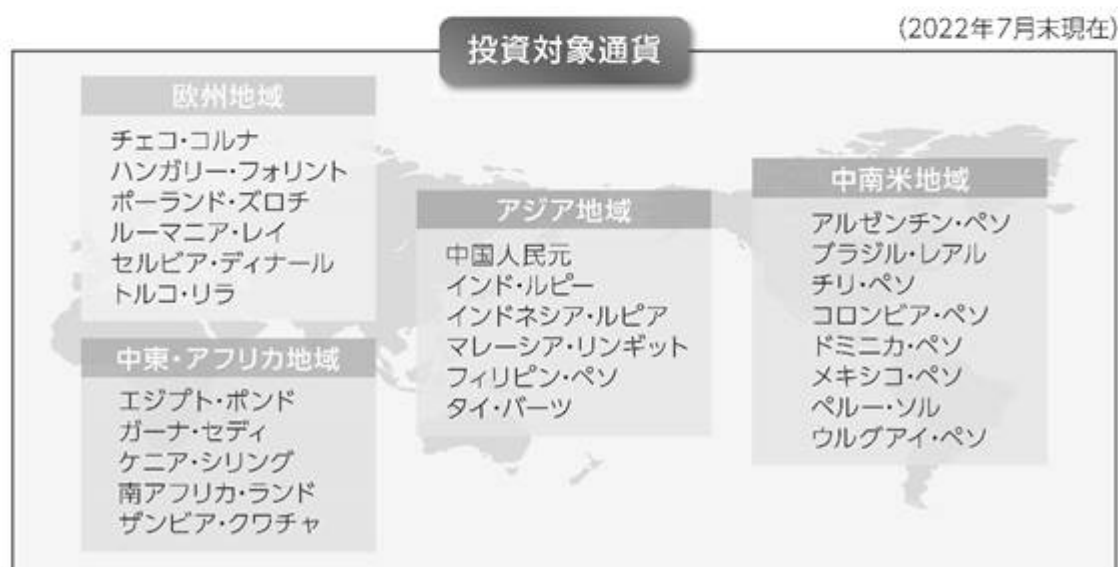 (2022年7月末現在)
投資対象通貨
欧州地域
チェコ・コルナ
ハンガリー・フォリント
ポーランド・ズロチ
ルーマニア・レイ
セルビア・ディナール
トルコ・リラ
中東・アフリカ地域
エジプト・ポンド
ガーナ・セディ
ケニア・シリング
南アフリカ・ランド
ザンビア・クワチャ
アジア地域
中国人民元
インド・ルピー
インドネシア・ルピア
マレーシア・リンギット
フィリピン・ペソ
タイ・バーツ
中南米地域
アルゼンチン・ペソ
ブラジル・レアル
チリ・ペソ
コロンビア・ペソ
ドミニカ・ペソ
メキシコ・ペソ
ペルー・ソル
ウルグアイ・ペソ